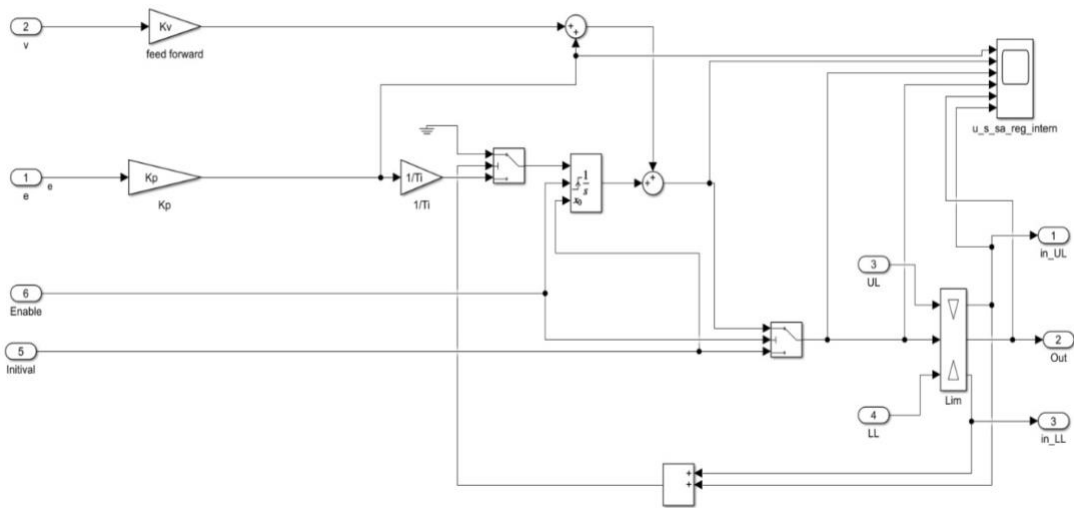 2
v
Kv
feed forward
+
+
u_s_sa_reg_intern
1
e
e
Kp
Kp
1/Ti
1/Ti
1
s
x₀
+
+
1
in_UL
3
UL
6
Enable
5
Initival
2
Out
Lim
4
LL
3
in_LL
+
+